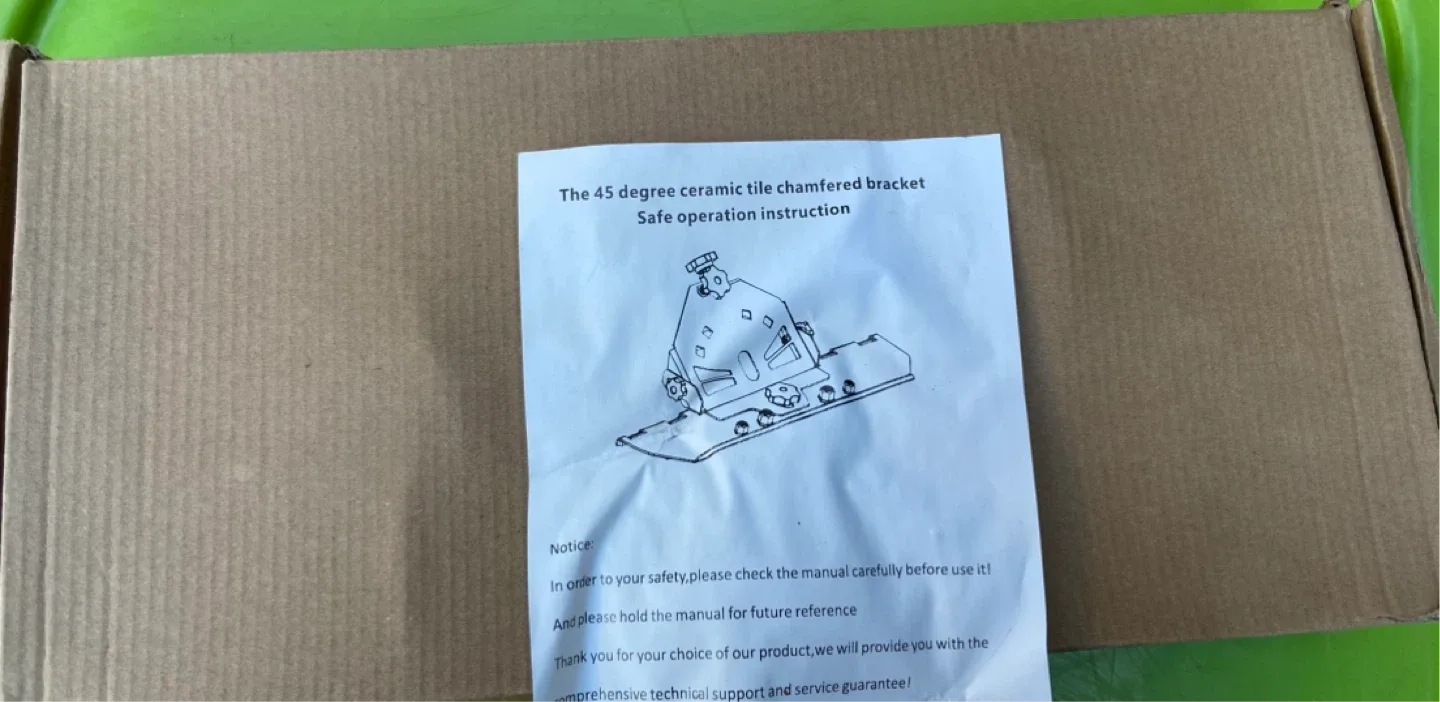 The 45 degree ceramic tile chamfered bracket
Safe operation instruction
Notice:
In order to your safety,please check the manual carefully before use it!
And please hold the manual for future reference
Thank you for your choice of our product,we will provide you with the
comprehensive technical support and service guarantee!